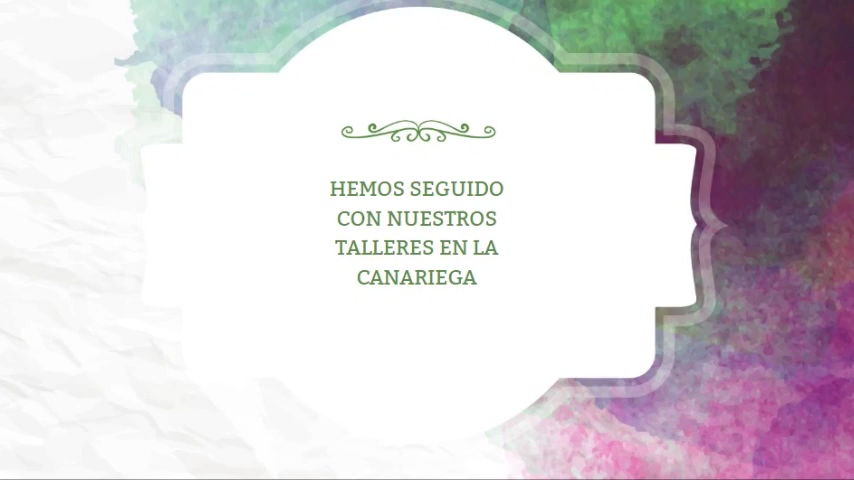 HEMOS SEGUIDO
CON NUESTROS
TALLERES EN LA
CANARIEGA